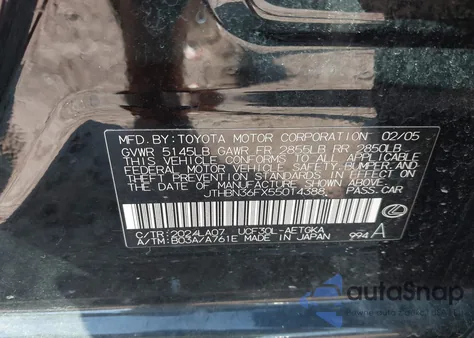 MFD. BY: TOYOTA MOTOR CORPORATION 02/05
GVWR 5145LB GAWR FR 2855LB RR 2850LB
THIS VEHICLE CONFORMS TO ALL APPLICABLE
FEDERAL MOTOR VEHICLE SAFETY, BUMPER, AND
THEFT PREVENTION STANDARDS IN EFFECT ON
THE DATE OF MANUFACTURE SHOWN ABOVE.
JTHBN36FX55014388 PASS. CAR
C/TR: 2024LA07 UCF30L-AETGKA
A/TM: B03A/A761E MADE IN JAPAN 994 A
autoSnap